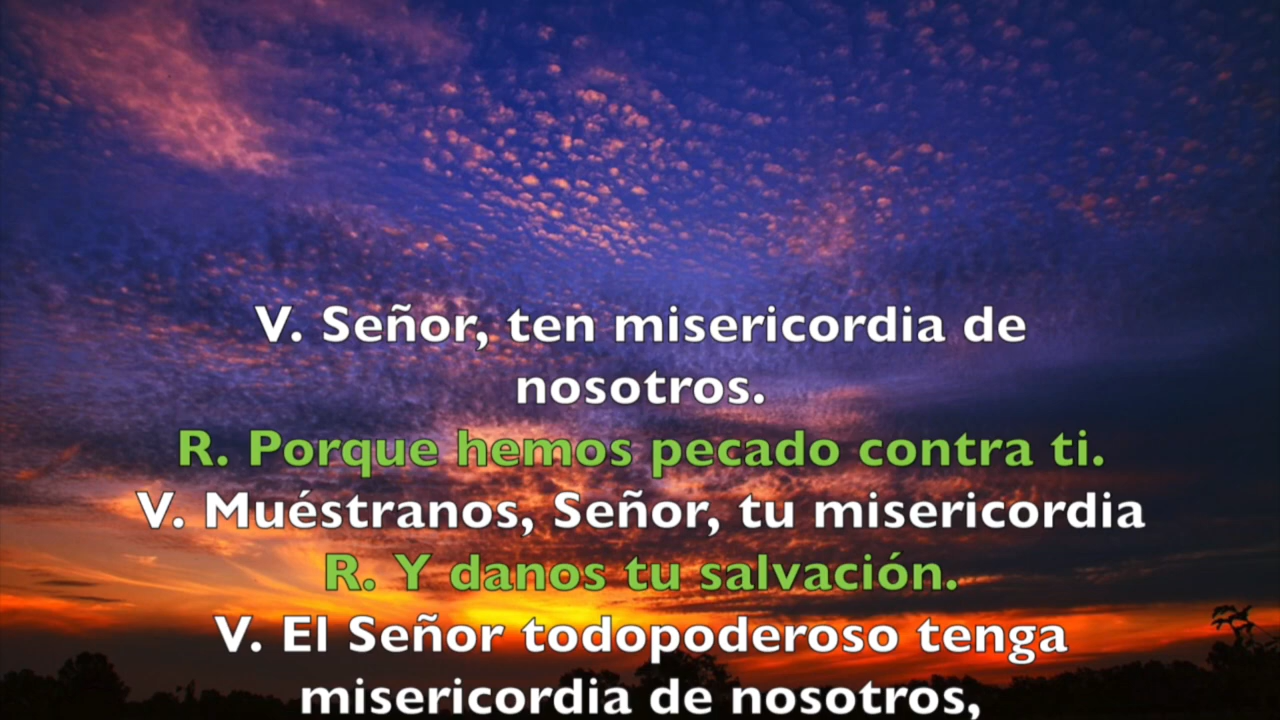 V. Señor, ten misericordia de
nosotros.
R. Porque hemos pecado contra ti.
V. Muéstranos, Señor, tu misericordia
R. Y danos tu salvación.
V. El Señor todopoderoso tenga
misericordia de nosotros,